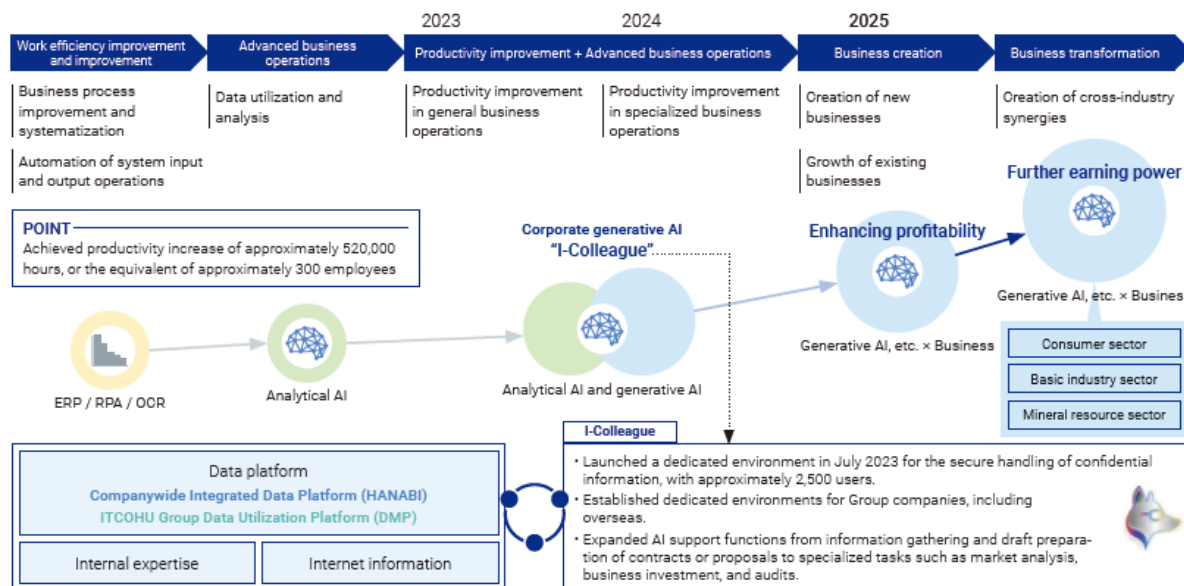 2023
2024
2025
Work efficiency improvement
and improvement
Advanced business
operations
Productivity improvement + Advanced business operations
Business creation
Business transformation
Business process
improvement and
systematization
Automation of system input
and output operations
Data utilization and
analysis
Productivity improvement
in general business
operations
Productivity improvement
in specialized business
operations
Creation of new
businesses
Growth of existing
businesses
Creation of cross-industry
synergies
POINT
Achieved productivity increase of approximately 520,000
hours, or the equivalent of approximately 300 employees
Corporate generative AI
“I-Colleague”
Enhancing profitability
Further earning power
ERP / RPA / OCR
Analytical AI
Analytical AI and generative AI
Generative AI, etc. × Business
Generative AI, etc. × Busines
Consumer sector
Basic industry sector
Mineral resource sector
Data platform
Companywide Integrated Data Platform (HANABI)
ITCOHU Group Data Utilization Platform (DMP)
Internal expertise
Internet information
I-Colleague
・Launched a dedicated environment in July 2023 for the secure handling of confidential
information, with approximately 2,500 users.
・Established dedicated environments for Group companies, including
overseas.
・Expanded AI support functions from information gathering and draft prepara-
tion of contracts or proposals to specialized tasks such as market analysis,
business investment, and audits.